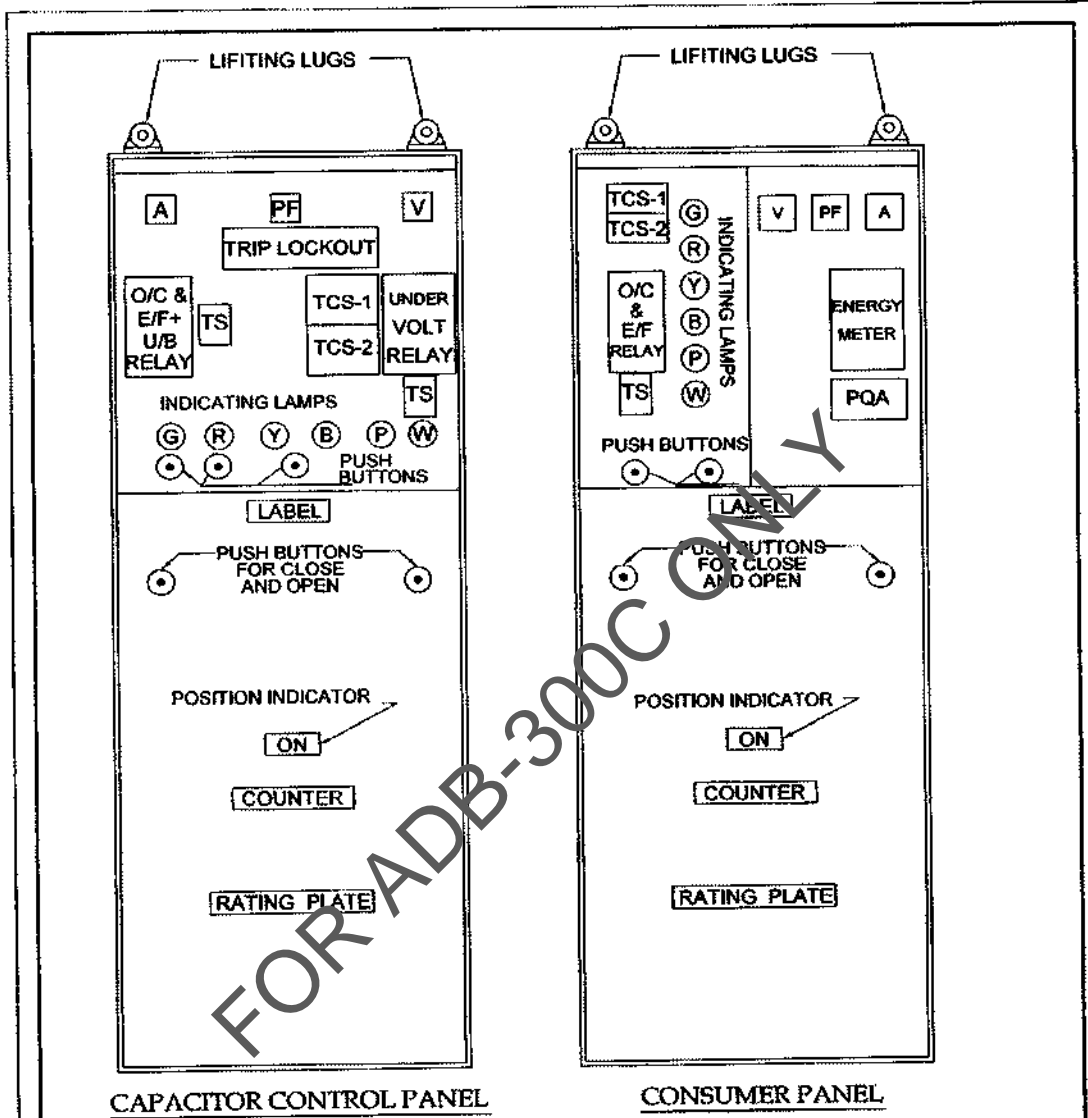 LIFITING LUGS
A
PF
V
TRIP LOCKOUT
O/C &
E/F+
U/B
RELAY
TS
TCS-1
TCS-2
UNDER
VOLT
RELAY
TS
INDICATING LAMPS
G R Y B P W
PUSH
BUTTONS
LABEL
PUSH BUTTONS
FOR CLOSE
AND OPEN
POSITION INDICATOR
ON
COUNTER
RATING PLATE
CAPACITOR CONTROL PANEL
LIFITING LUGS
TCS-1
TCS-2
G
R
Y
B
P
W
INDICATING LAMPS
V
PF
A
O/C
&
E/F
RELAY
TS
ENERGY
METER
PQA
PUSH BUTTONS
LABEL
PUSH BUTTONS
FOR CLOSE
AND OPEN
POSITION INDICATOR
ON
COUNTER
RATING PLATE
CONSUMER PANEL
FOR ADB-300C ONLY